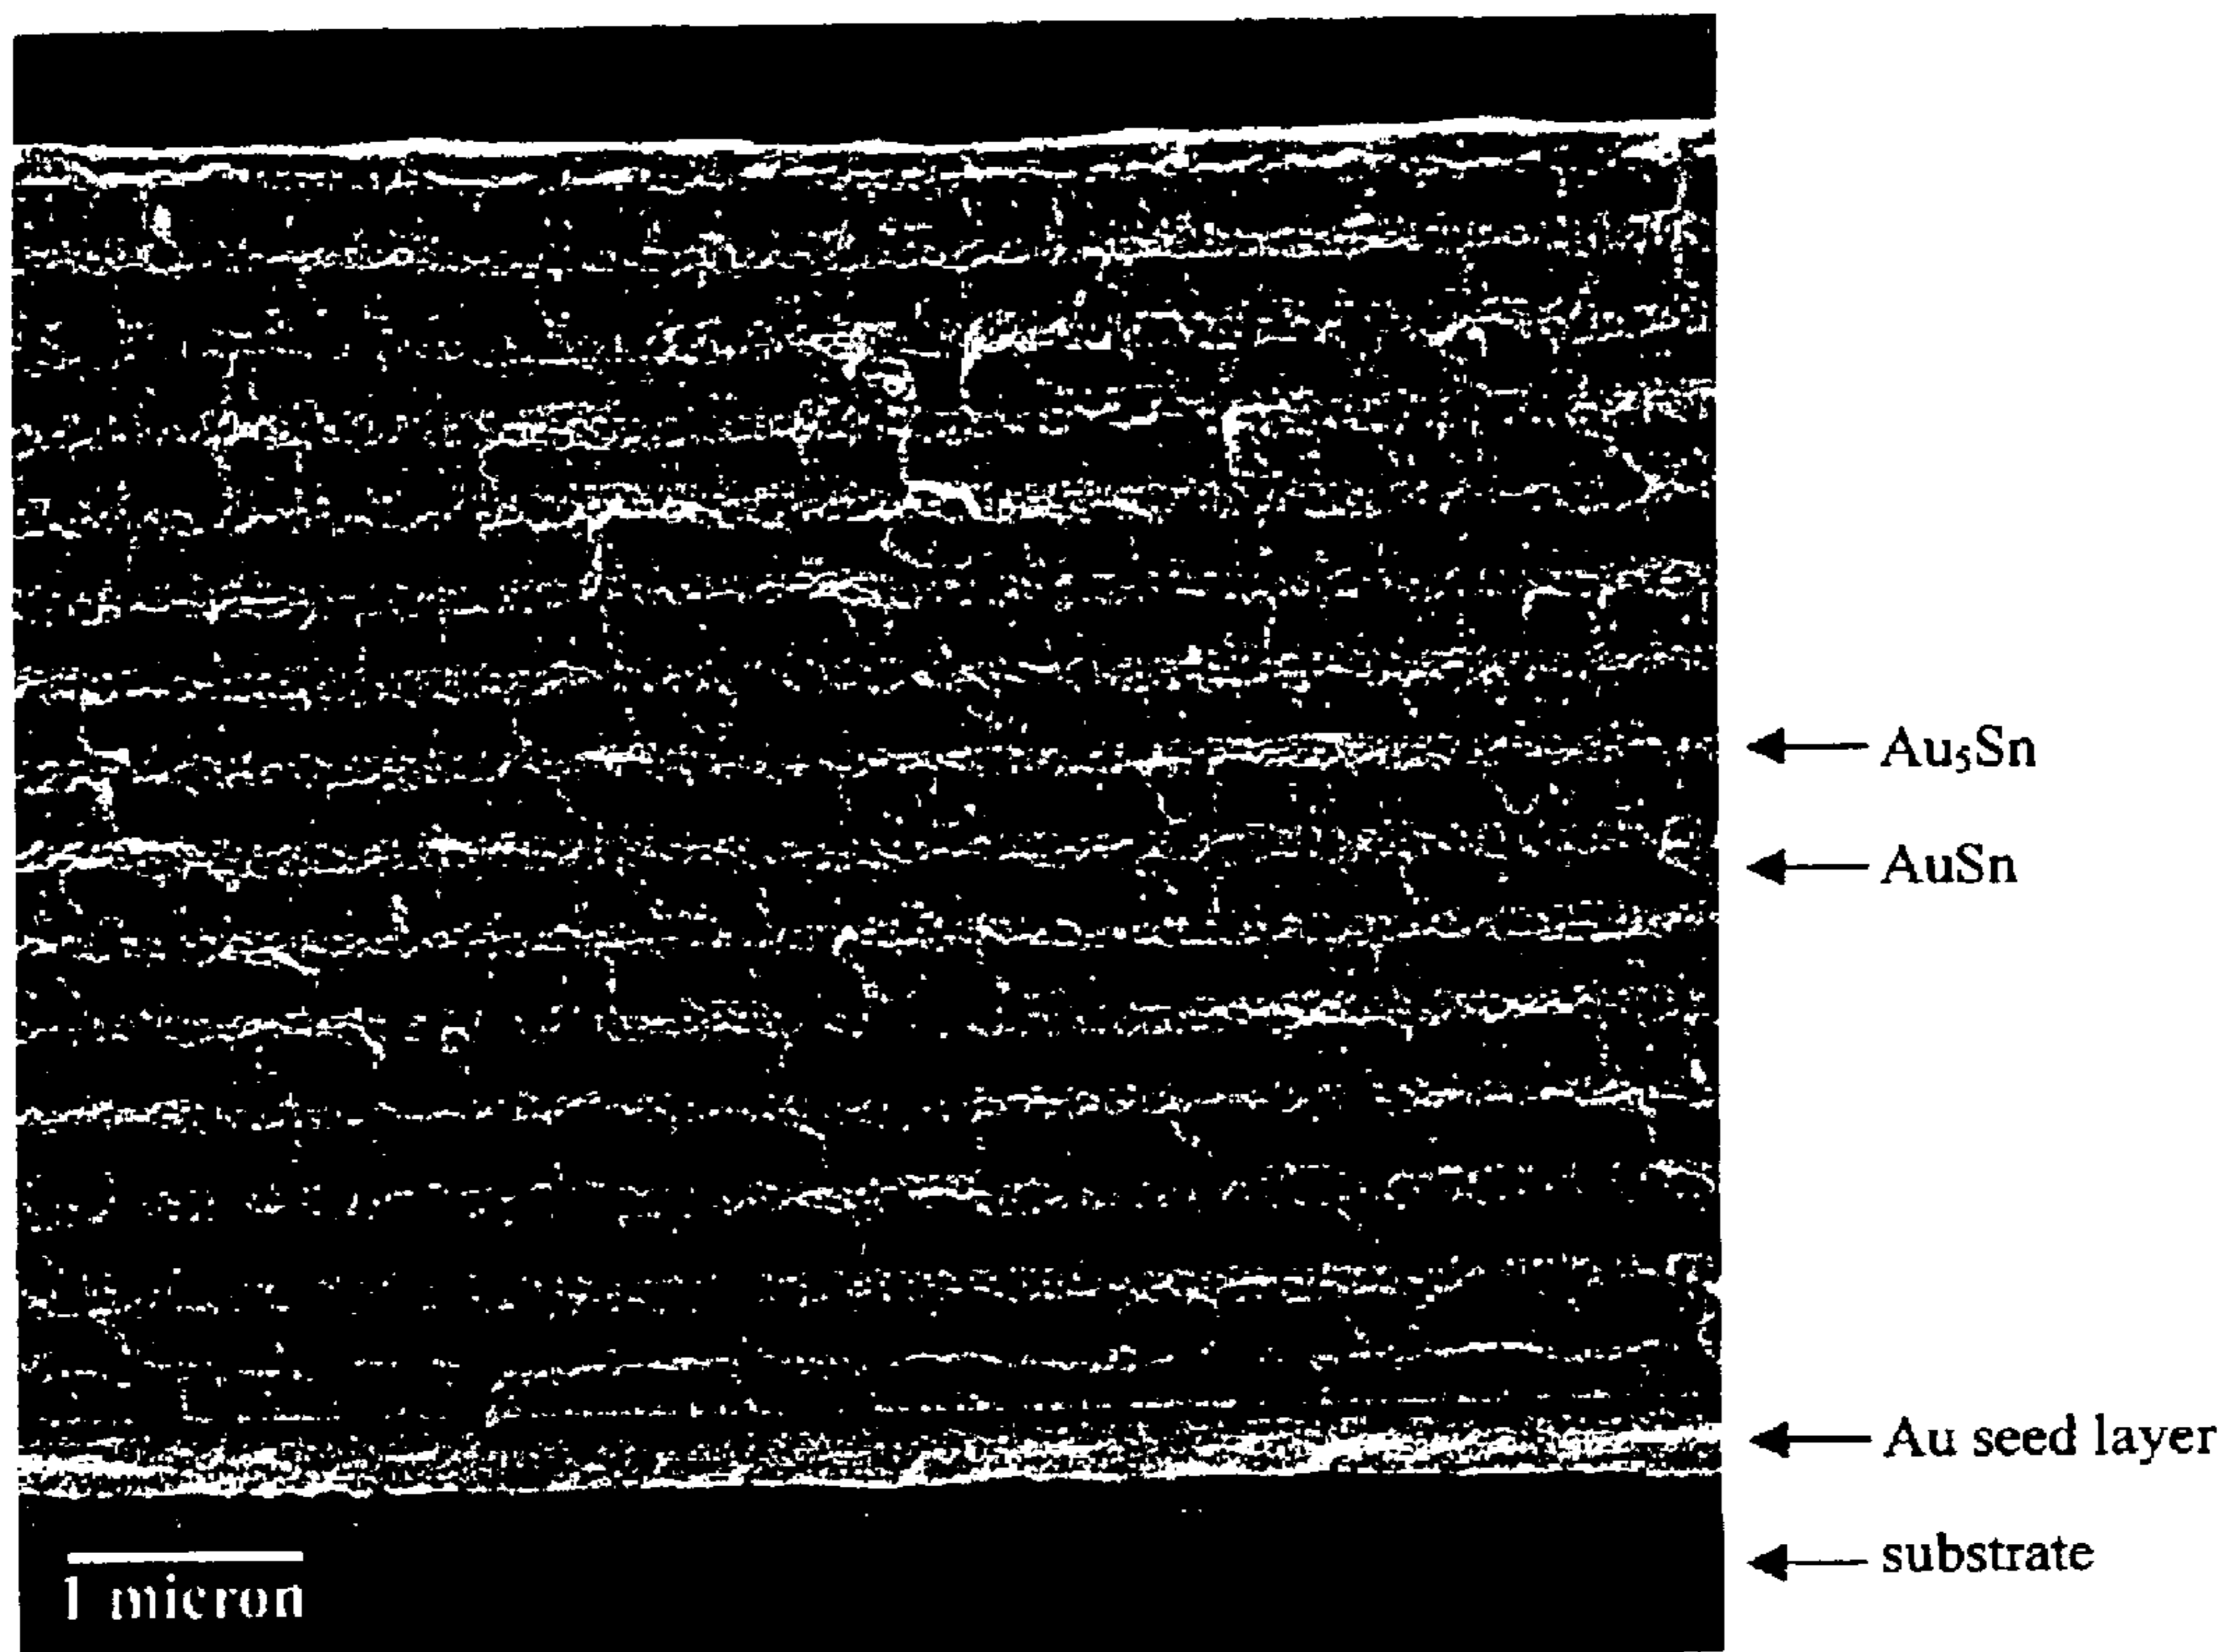 Au₅Sn
AuSn
Au seed layer
substrate
1 micron